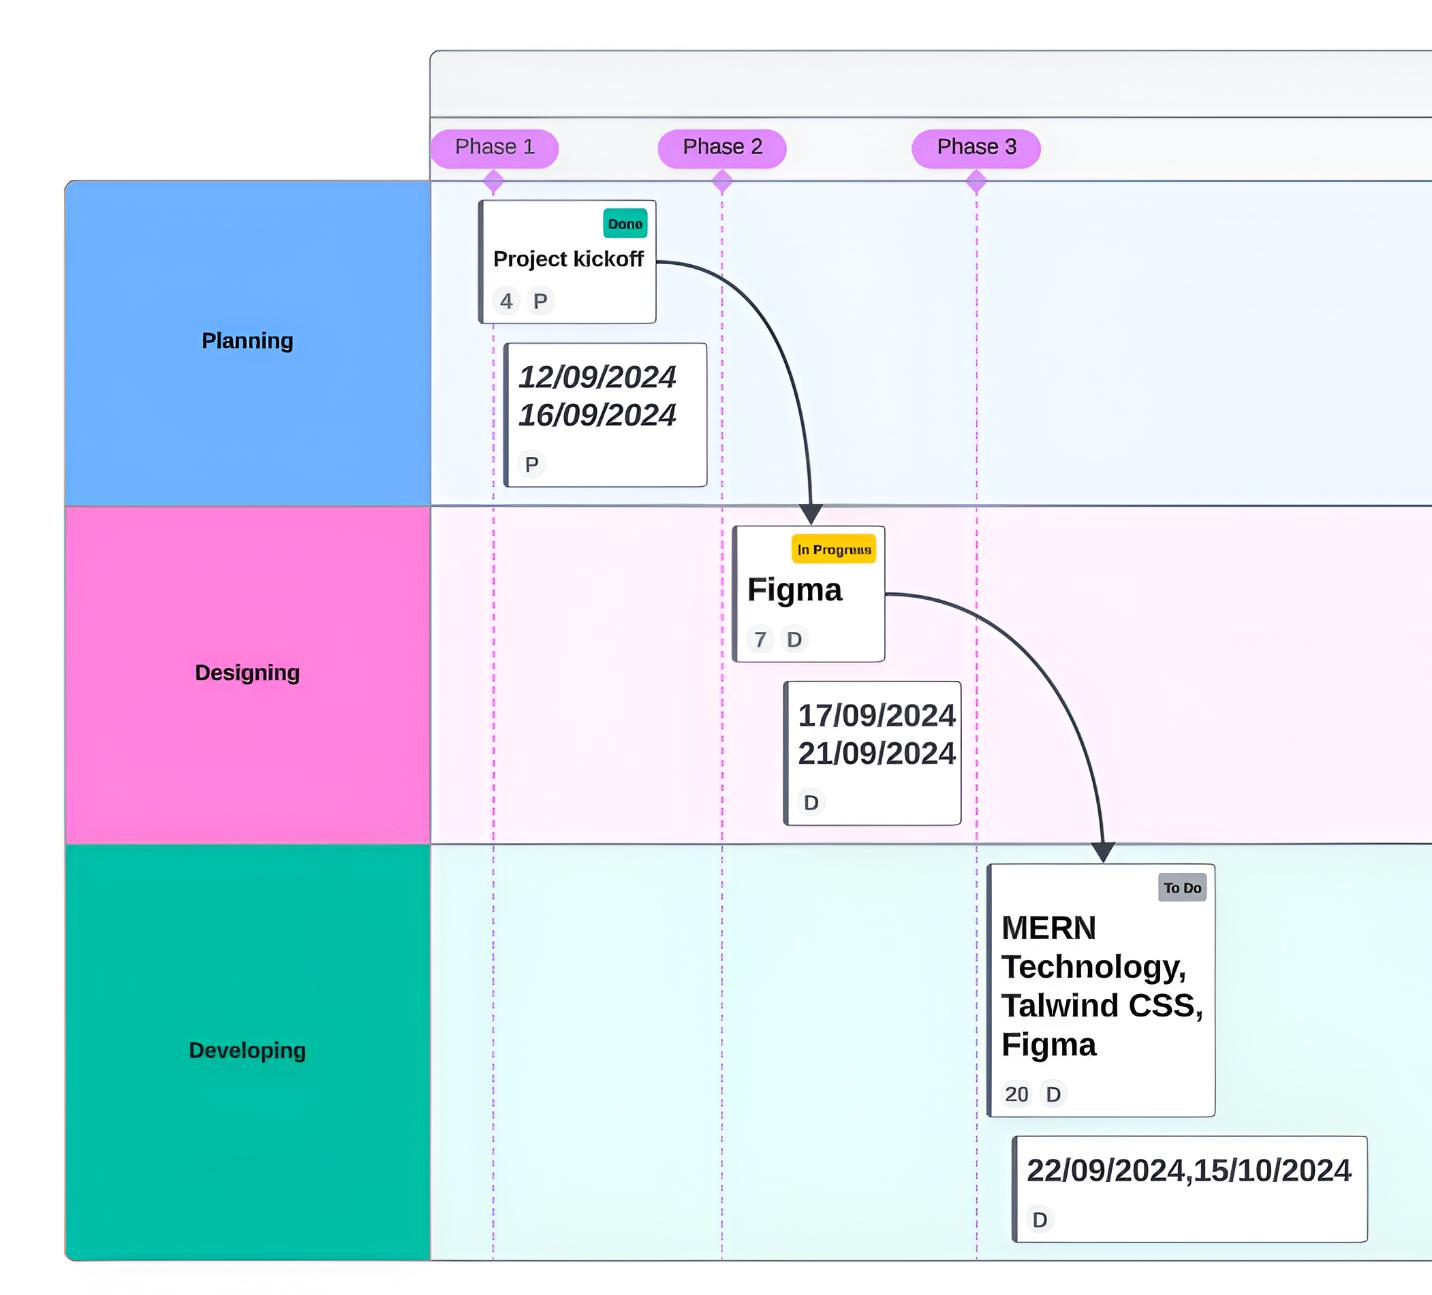 Phase 1
Phase 2
Phase 3
Planning
Done
Project kickoff
4 P
12/09/2024
16/09/2024
P
Designing
In Progress
Figma
7 D
17/09/2024
21/09/2024
D
Developing
To Do
MERN
Technology,
Talwind CSS,
Figma
20 D
22/09/2024,15/10/2024
D